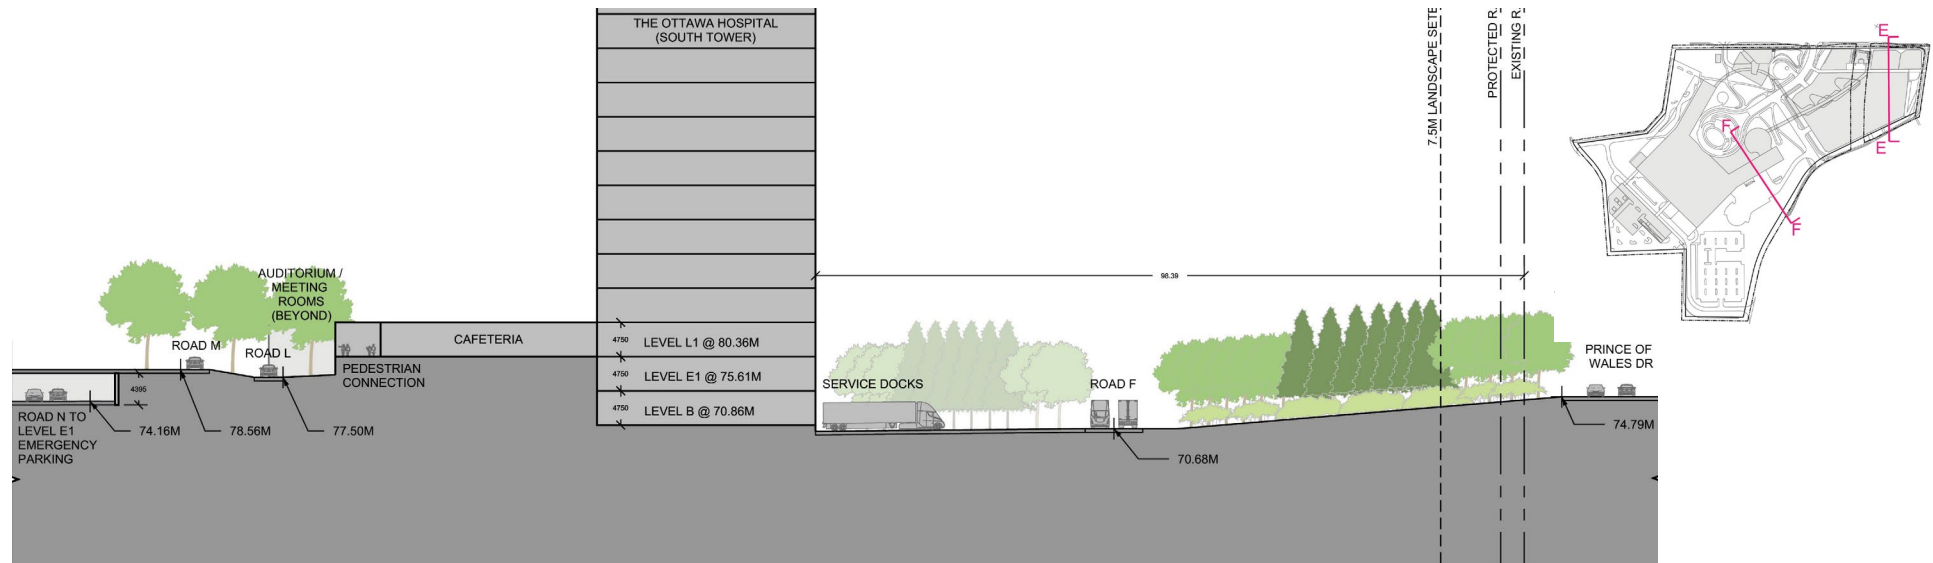 THE OTTAWA HOSPITAL
(SOUTH TOWER)
7.5M LANDSCAPE SETB
PROTECTED R.
EXISTING R.
E
E
F
F
98.39
AUDITORIUM /
MEETING
ROOMS
(BEYOND)
ROAD M
ROAD L
CAFETERIA
PEDESTRIAN
CONNECTION
4750
LEVEL L1 @ 80.36M
4750
LEVEL E1 @ 75.61M
4750
LEVEL B @ 70.86M
SERVICE DOCKS
ROAD F
PRINCE OF
WALES DR
4395
ROAD N TO
LEVEL E1
EMERGENCY
PARKING
74.16M
78.56M
77.50M
70.68M
74.79M